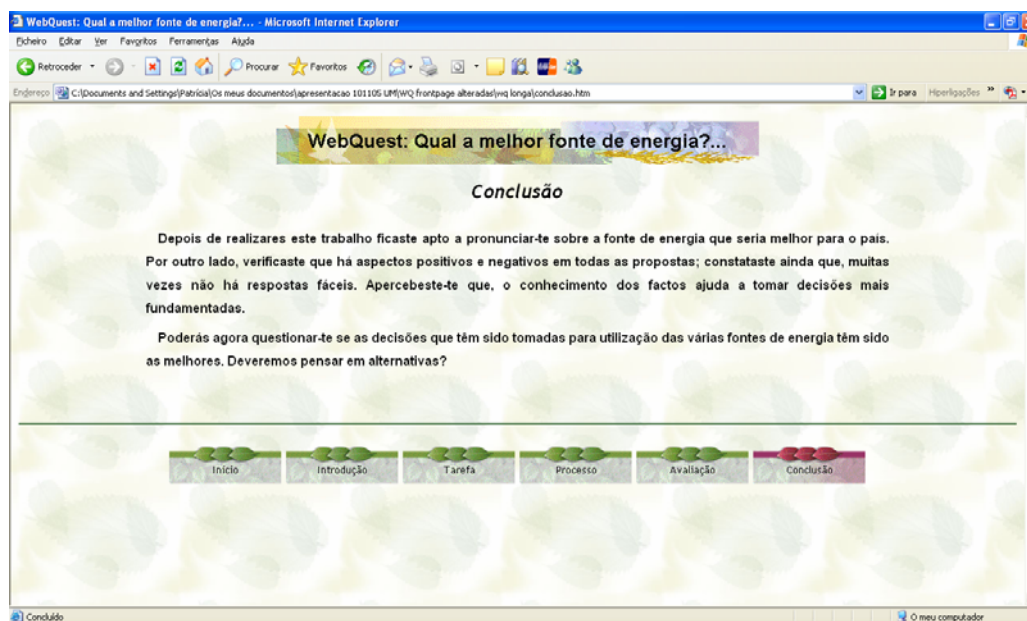 WebQuest: Qual a melhor fonte de energia?... - Microsoft Internet Explorer
Ficheiro Editar Ver Favoritos Ferramentas Ajuda
Retroceder Procurar Favoritos
Endereço C:\Documents and Settings\Patrícia\Os meus documentos\apresentacao 101105 UM\WQ frontpage alteradas\wq longa\conclusao.htm Ir para Hiperligações »
WebQuest: Qual a melhor fonte de energia?...
Conclusão
Depois de realizares este trabalho ficaste apto a pronunciar-te sobre a fonte de energia que seria melhor para o país.
Por outro lado, verificaste que há aspectos positivos e negativos em todas as propostas; constataste ainda que, muitas
vezes não há respostas fáceis. Apercebeste-te que, o conhecimento dos factos ajuda a tomar decisões mais
fundamentadas.
Poderás agora questionar-te se as decisões que têm sido tomadas para utilização das várias fontes de energia têm sido
as melhores. Deveremos pensar em alternativas?
Início Introdução Tarefa Processo Avaliação Conclusão
Concluído O meu computador